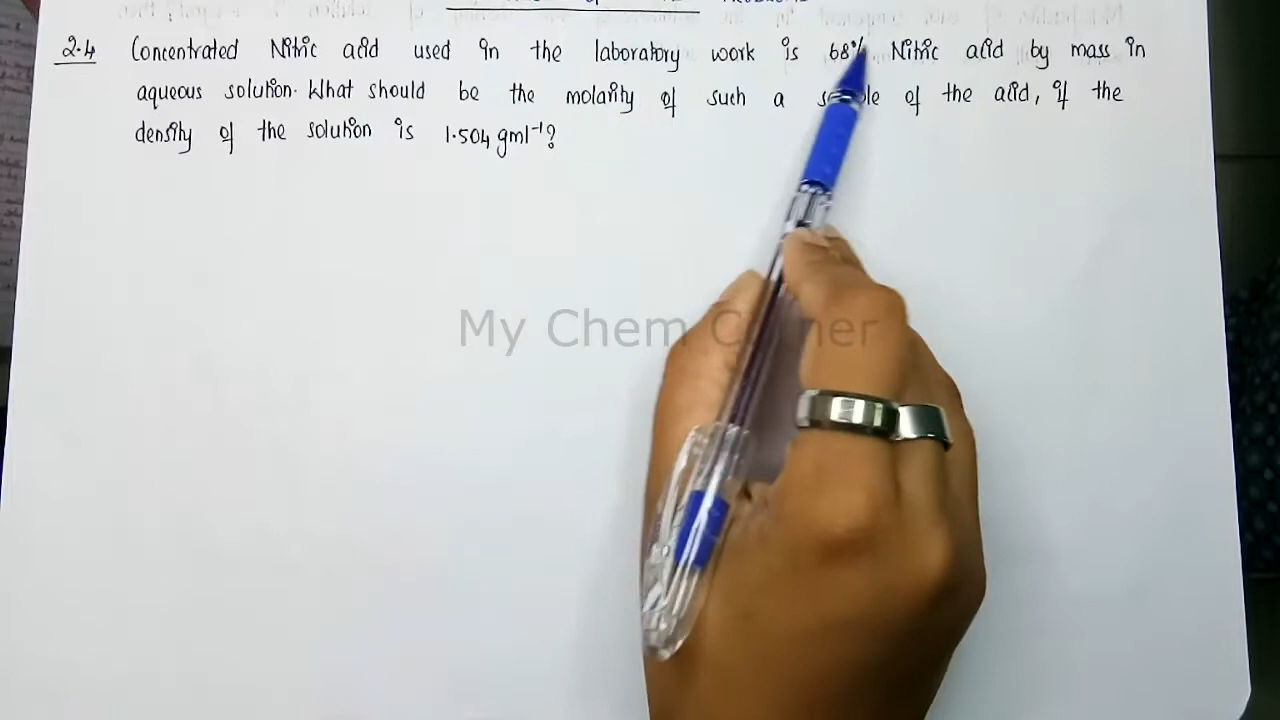 2.4 Concentrated Nitric acid used in the laboratory work is 68% Nitric acid by mass in
aqueous solution. What should be the molarity of such a of the acid, if the
density of the solution is 1.504 gml⁻¹?
My Chem Corner